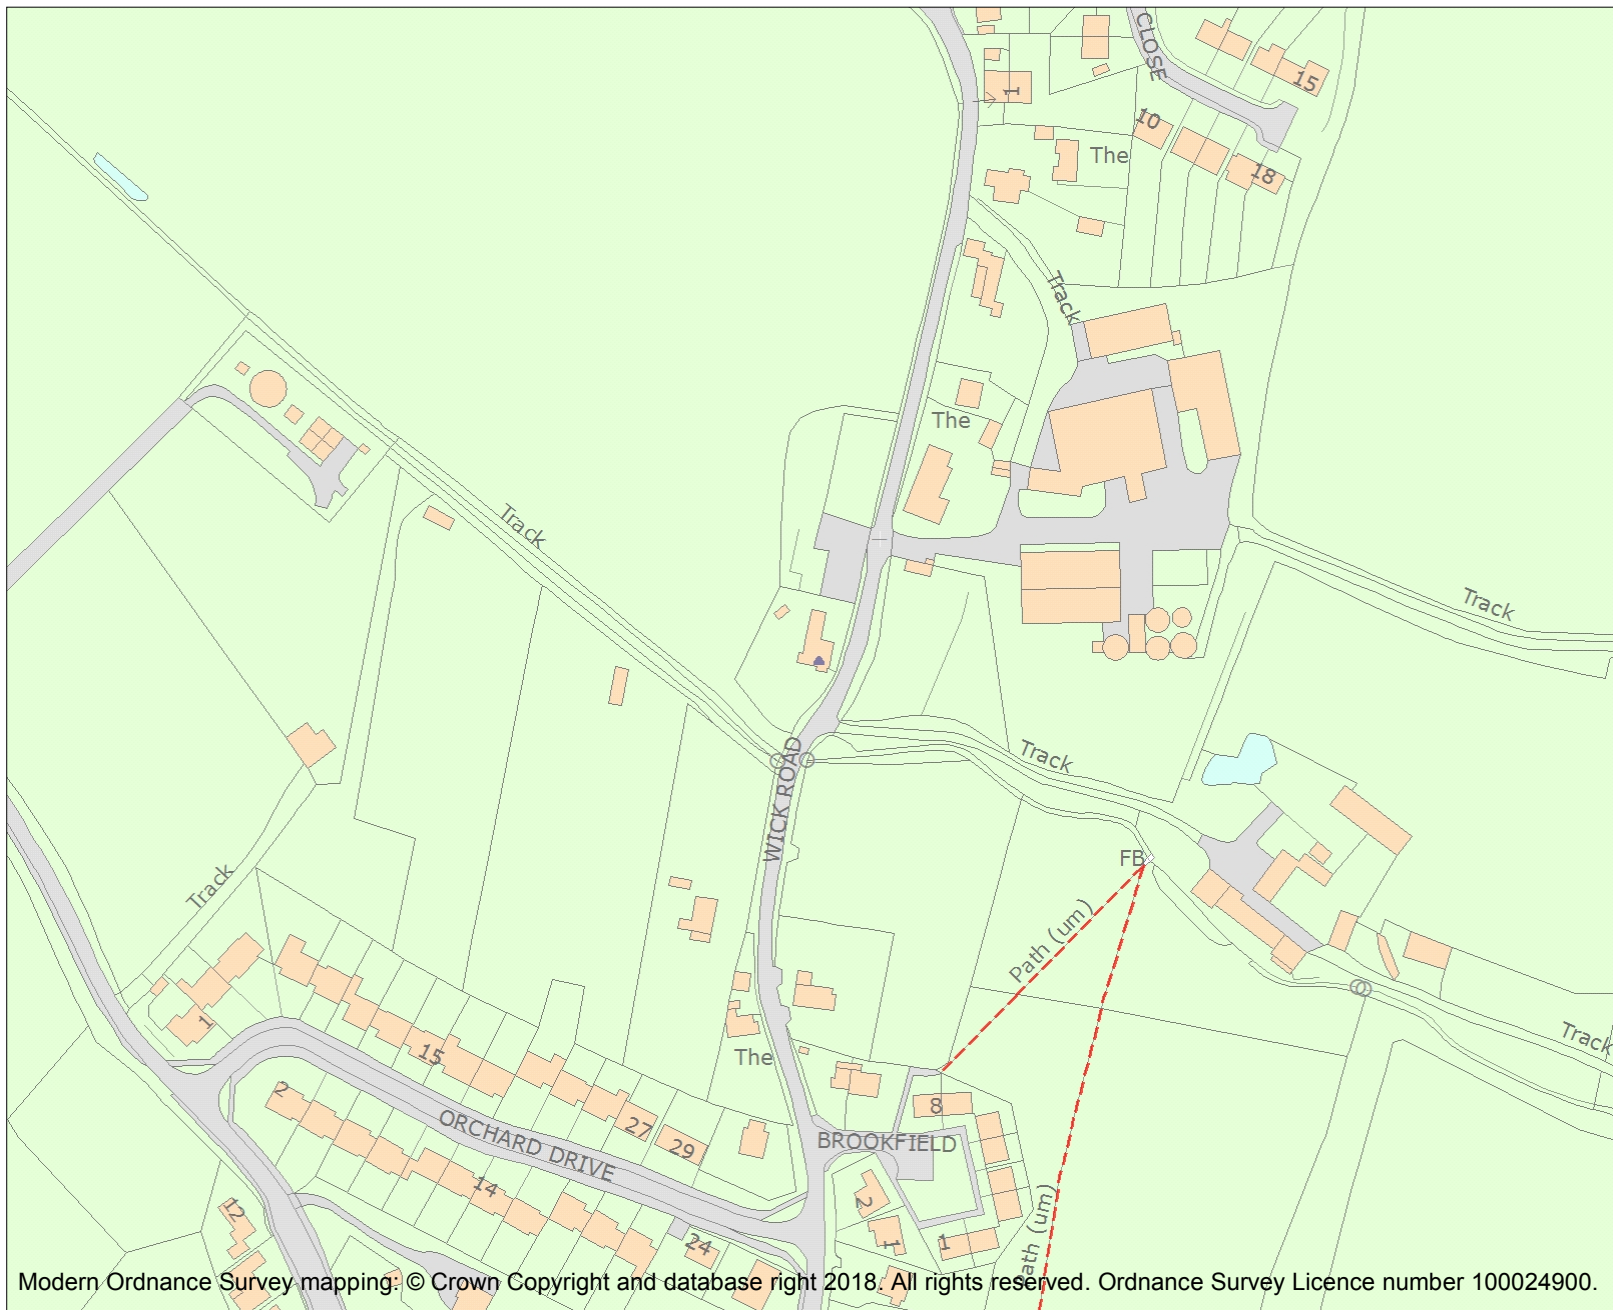 CLOSE
15
1
10
The
18
Track
The
Track
Track
Track
WICK ROAD
FB
Track
Path (um)
1
Track
15
The
2
8
27
ORCHARD DRIVE
29
BROOKFIELD
14
12
2
24
1
1
Path (um)
Modern Ordnance Survey mapping: © Crown Copyright and database right 2018. All rights reserved. Ordnance Survey Licence number 100024900.